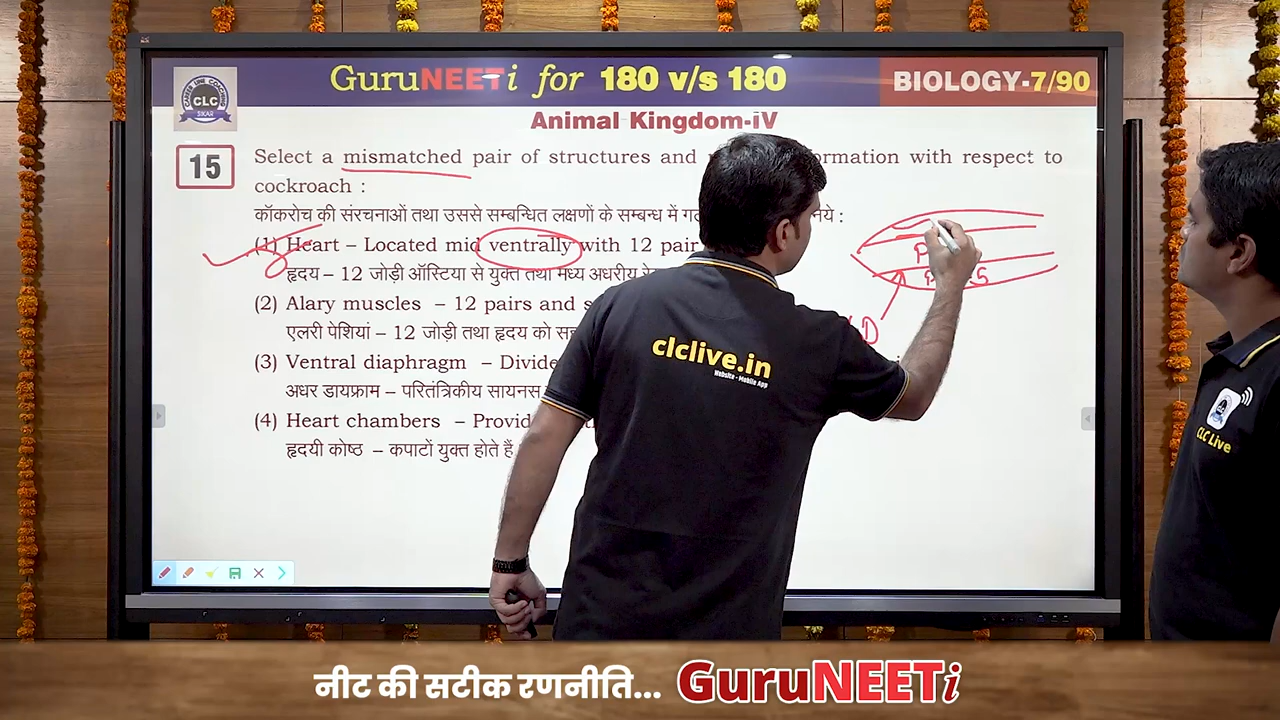 GuruNEETi for 180 v/s 180
BIOLOGY-7/90
CLC
SIKAR
Animal Kingdom-iV
15
Select a mismatched pair of structures and ormation with respect to
cockroach :
कॉकरोच की संरचनाओं तथा उससे सम्बन्धित लक्षणों के सम्बन्ध में
(1) Heart – Located mid ventrally with 12 pair
हृदय – 12 जोड़ी ऑस्टिया से युक्त तथा मध्य अधरीय
(2) Alary muscles – 12 pairs and s
एलरी पेशियां – 12 जोड़ी तथा हृदय को
(3) Ventral diaphragm – Divide
अधर डायफ्राम – परितंत्रिकीय सायनस
(4) Heart chambers – Provid
हृदयी कोष्ठ – कपाटों युक्त होते हैं
P
S
D
clclive.in
Website - Mobile App
CLC Live
नीट की सटीक रणनीति... GuruNEETi